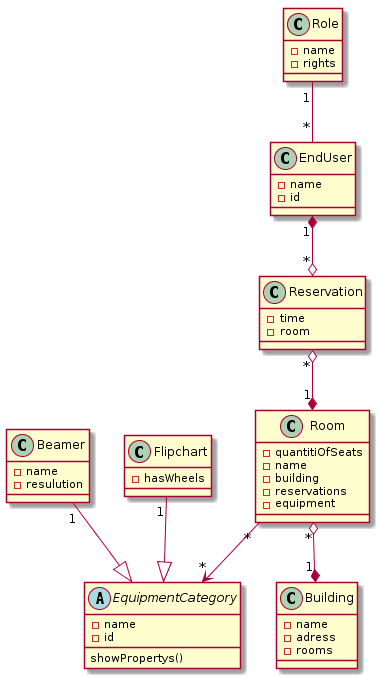 C Role
name
rights
1
*
C EndUser
name
id
1
*
C Reservation
time
room
*
1
C Room
quantitiOfSeats
name
building
reservations
equipment
C Beamer
name
resulution
C Flipchart
hasWheels
1
1
*
*
*
1
A EquipmentCategory
name
id
showPropertys()
C Building
name
adress
rooms